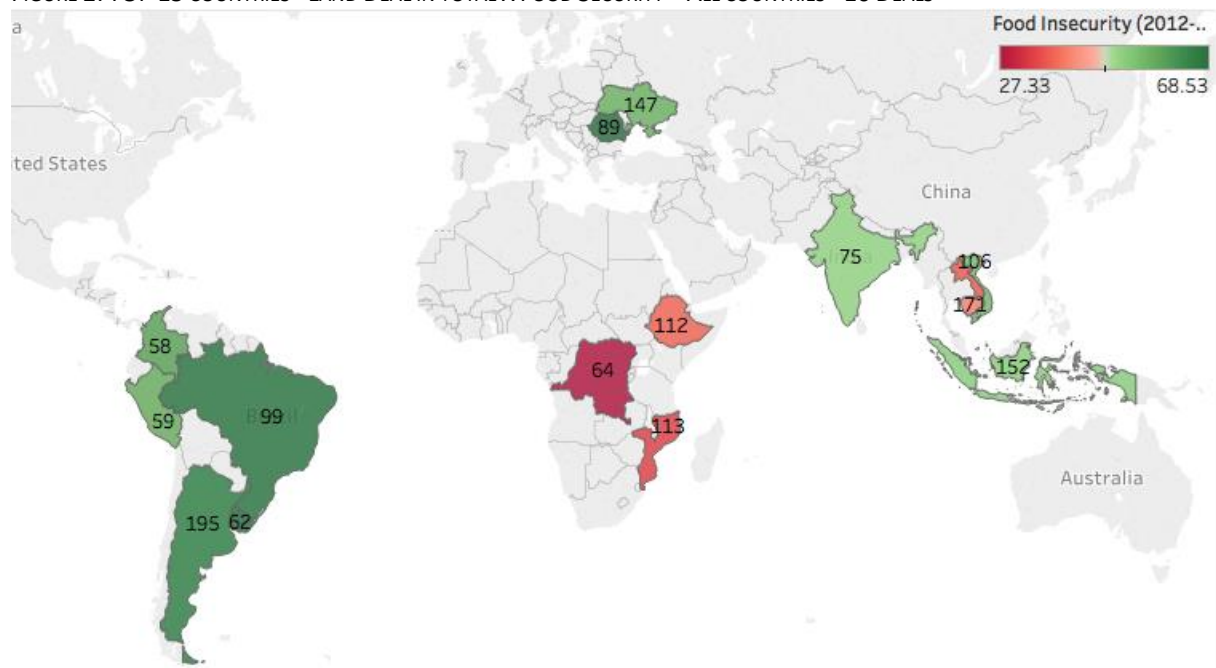 Food Insecurity (2012-..
27.33 68.53
a
ted States
147
89
China
75
106
171
152
112
64
113
58
59
99
195 62
Australia